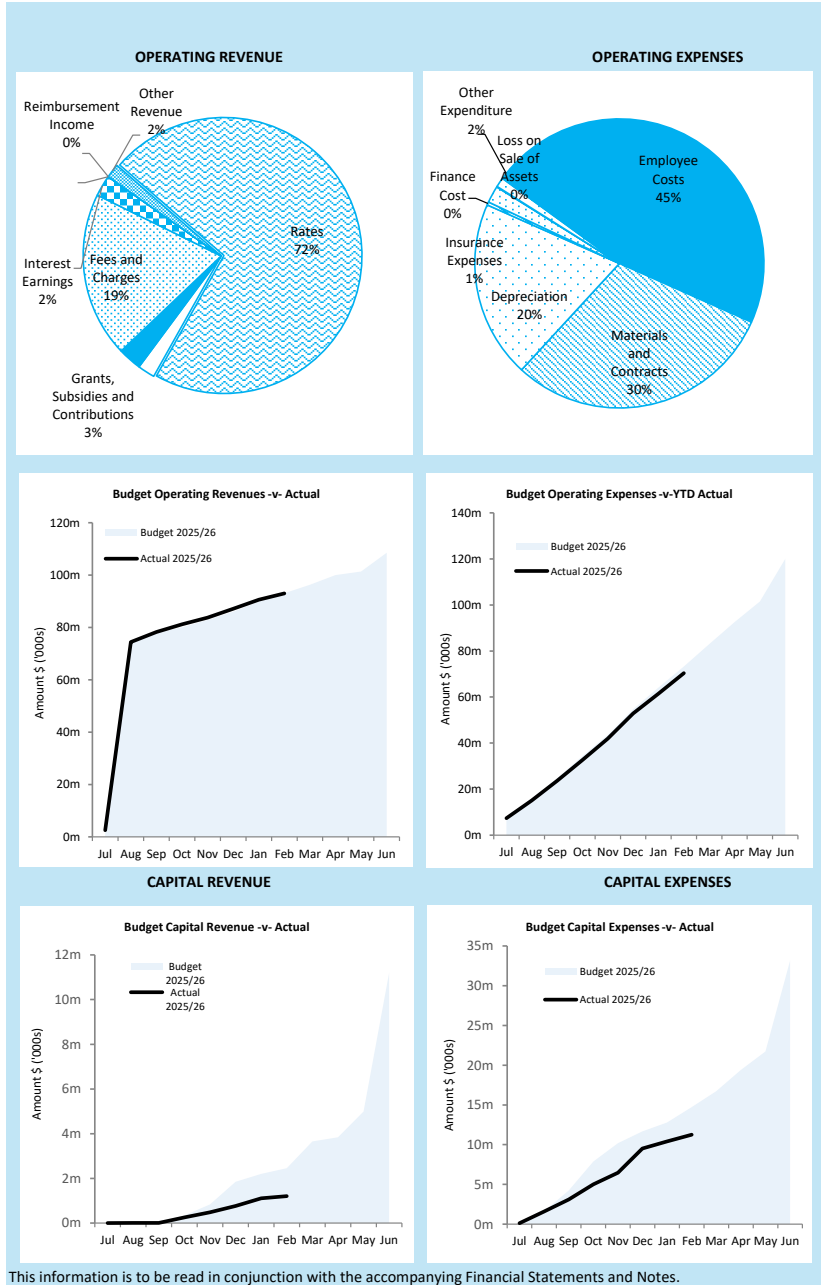 OPERATING REVENUE
OPERATING EXPENSES
Other
Revenue
2%
Reimbursement
Income
0%
Rates
72%
Interest
Earnings
2%
Fees and
Charges
19%
Grants,
Subsidies and
Contributions
3%
Other
Expenditure
2%
Loss on
Sale of
Assets
0%
Employee
Costs
45%
Finance
Cost
0%
Insurance
Expenses
1%
Depreciation
20%
Materials
and
Contracts
30%
Budget Operating Revenues -v- Actual
Budget 2025/26
Actual 2025/26
Amount $ ('000s)
120m
100m
80m
60m
40m
20m
0m
Jul Aug Sep Oct Nov Dec Jan Feb Mar Apr May Jun
Budget Operating Expenses -v-YTD Actual
Budget 2025/26
Actual 2025/26
Amount $ ('000s)
140m
120m
100m
80m
60m
40m
20m
0m
Jul Aug Sep Oct Nov Dec Jan Feb Mar Apr May Jun
CAPITAL REVENUE
CAPITAL EXPENSES
Budget Capital Revenue -v- Actual
Budget
2025/26
Actual
2025/26
Amount $ ('000s)
12m
10m
8m
6m
4m
2m
0m
Jul Aug Sep Oct Nov Dec Jan Feb Mar Apr May Jun
Budget Capital Expenses -v- Actual
Budget 2025/26
Actual 2025/26
Amount $ ('000s)
35m
30m
25m
20m
15m
10m
5m
0m
Jul Aug Sep Oct Nov Dec Jan Feb Mar Apr May Jun
This information is to be read in conjunction with the accompanying Financial Statements and Notes.